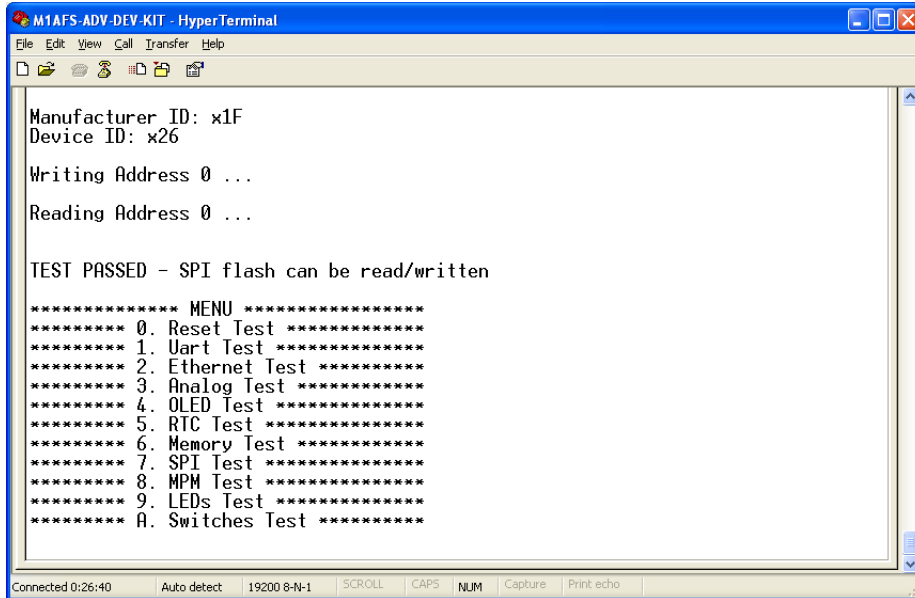 M1AFS-ADV-DEV-KIT - HyperTerminal
File Edit View Call Transfer Help
Manufacturer ID: x1F
Device ID: x26
Writing Address 0 ...
Reading Address 0 ...
TEST PASSED - SPI flash can be read/written
************** MENU *****************
********* 0. Reset Test *************
********* 1. Uart Test **************
********* 2. Ethernet Test **********
********* 3. Analog Test ************
********* 4. OLED Test **************
********* 5. RTC Test ***************
********* 6. Memory Test ************
********* 7. SPI Test ***************
********* 8. MPM Test ***************
********* 9. LEDs Test **************
********* A. Switches Test **********
Connected 0:26:40 Auto detect 19200 8-N-1 SCROLL CAPS NUM Capture Print echo